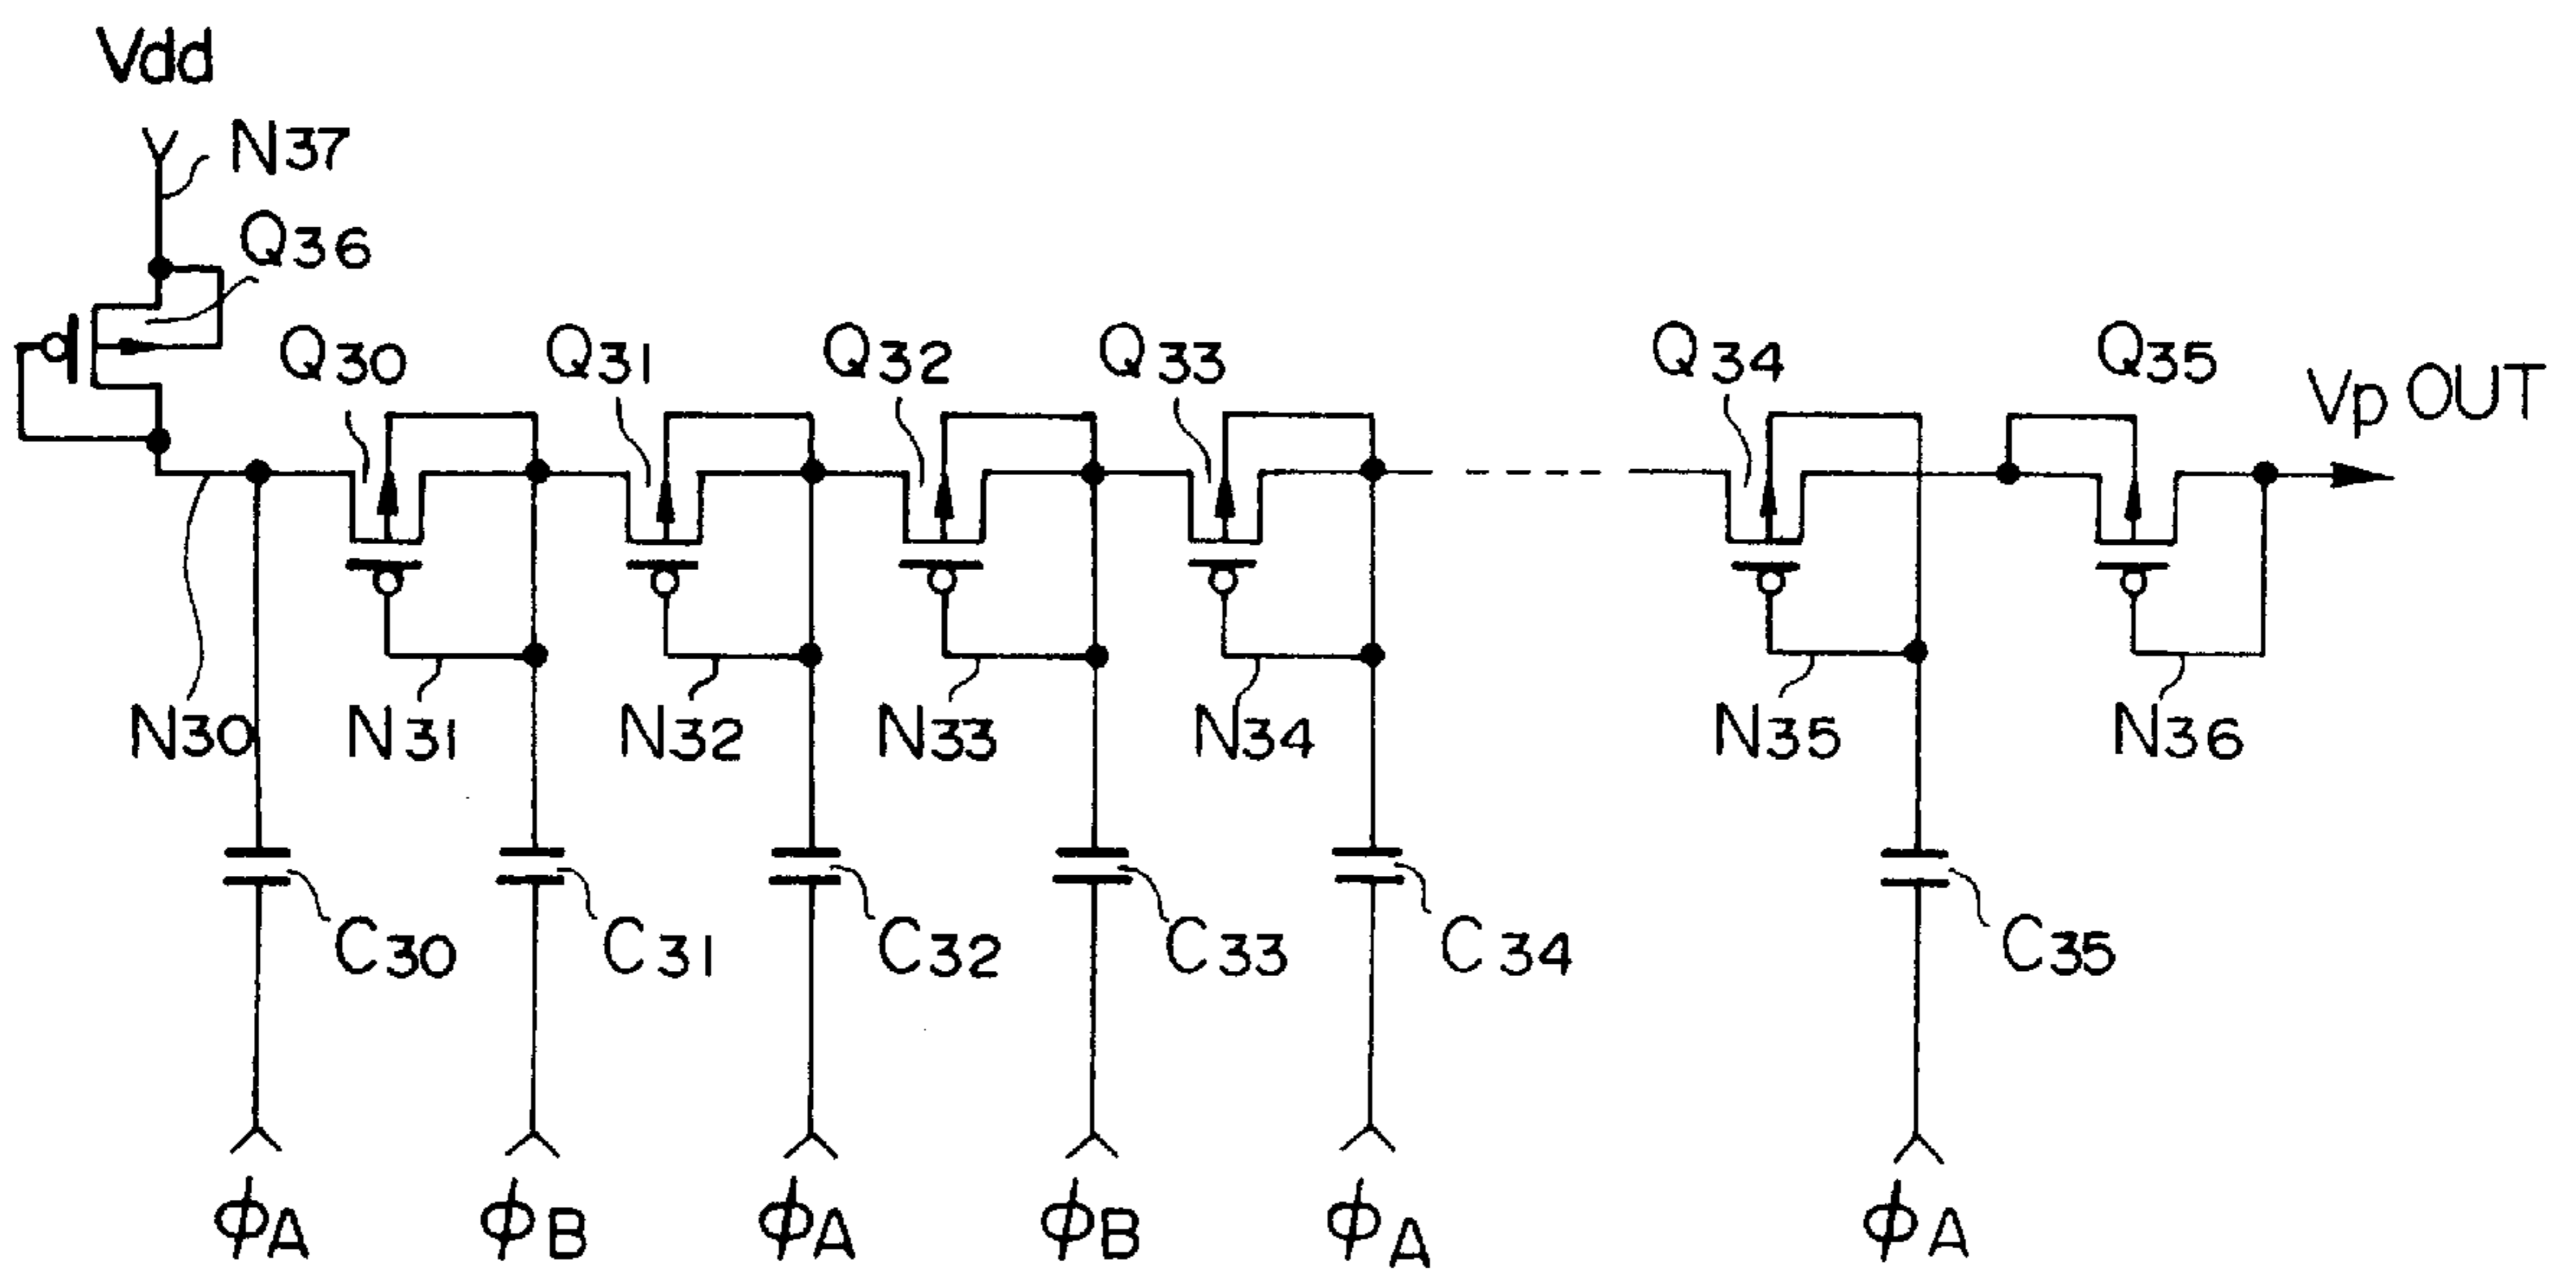 Vdd
N37
Q36
Q30 Q31 Q32 Q33 Q34 Q35 Vp OUT
N30 N31 N32 N33 N34 N35 N36
C30 C31 C32 C33 C34 C35
ϕA ϕB ϕA ϕB ϕA ϕA